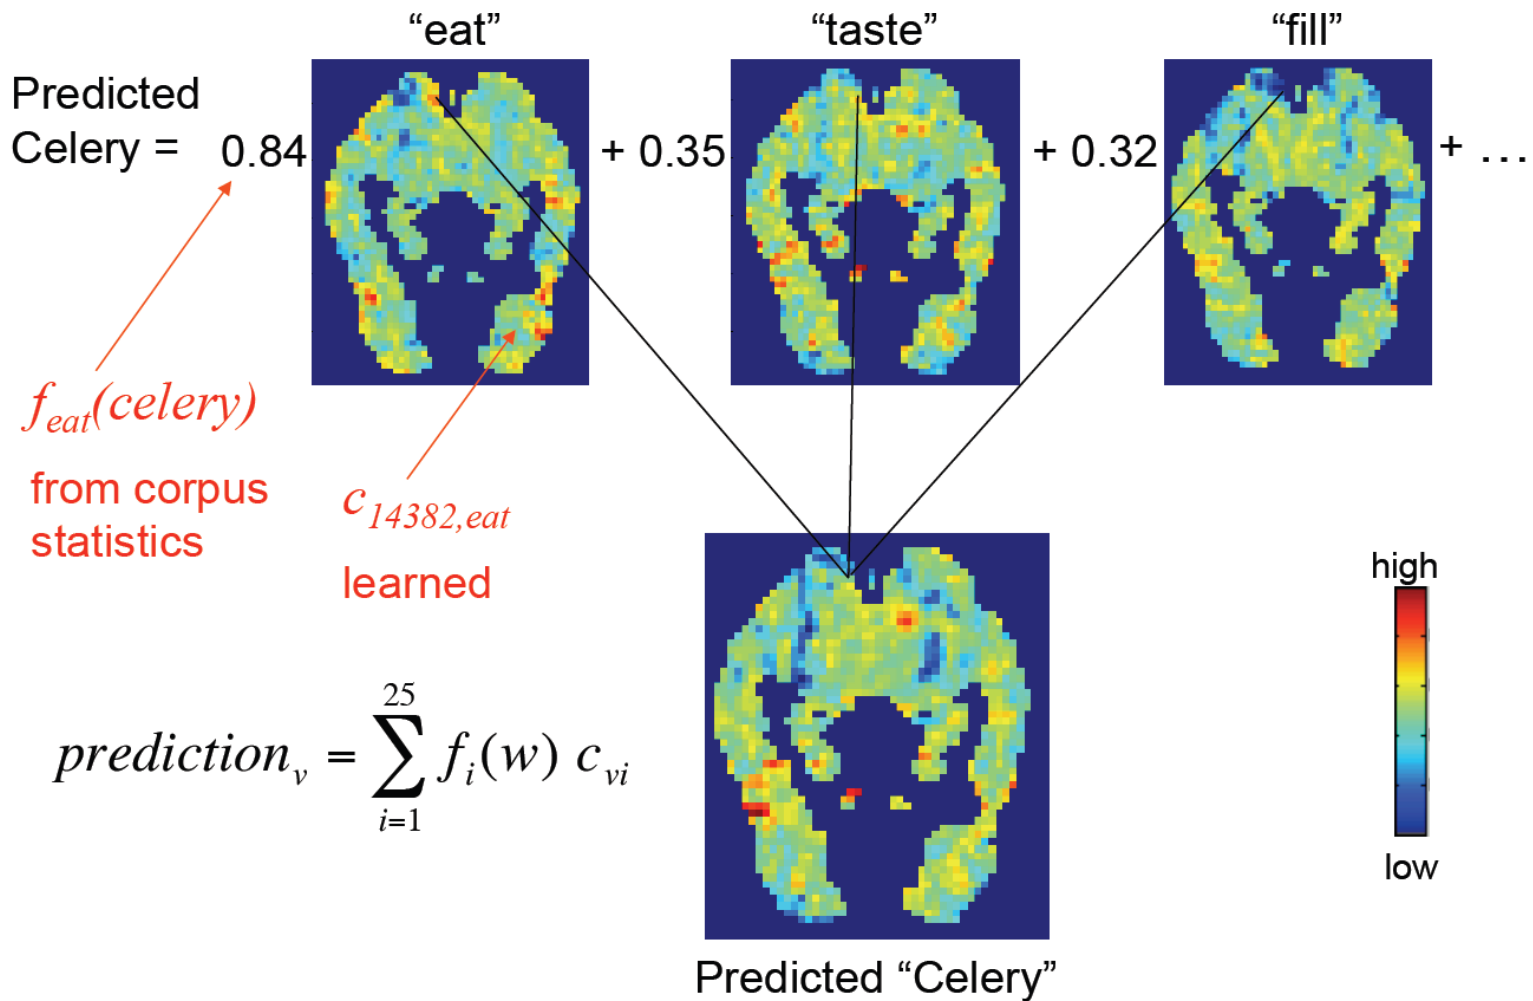 “eat” “taste” “fill”
Predicted
Celery = 0.84 + 0.35 + 0.32 + …
f_eat(celery)
from corpus
statistics
c_14382,eat
learned
prediction_v = ∑_{i=1}^{25} f_i(w) c_vi
high
low
Predicted “Celery”